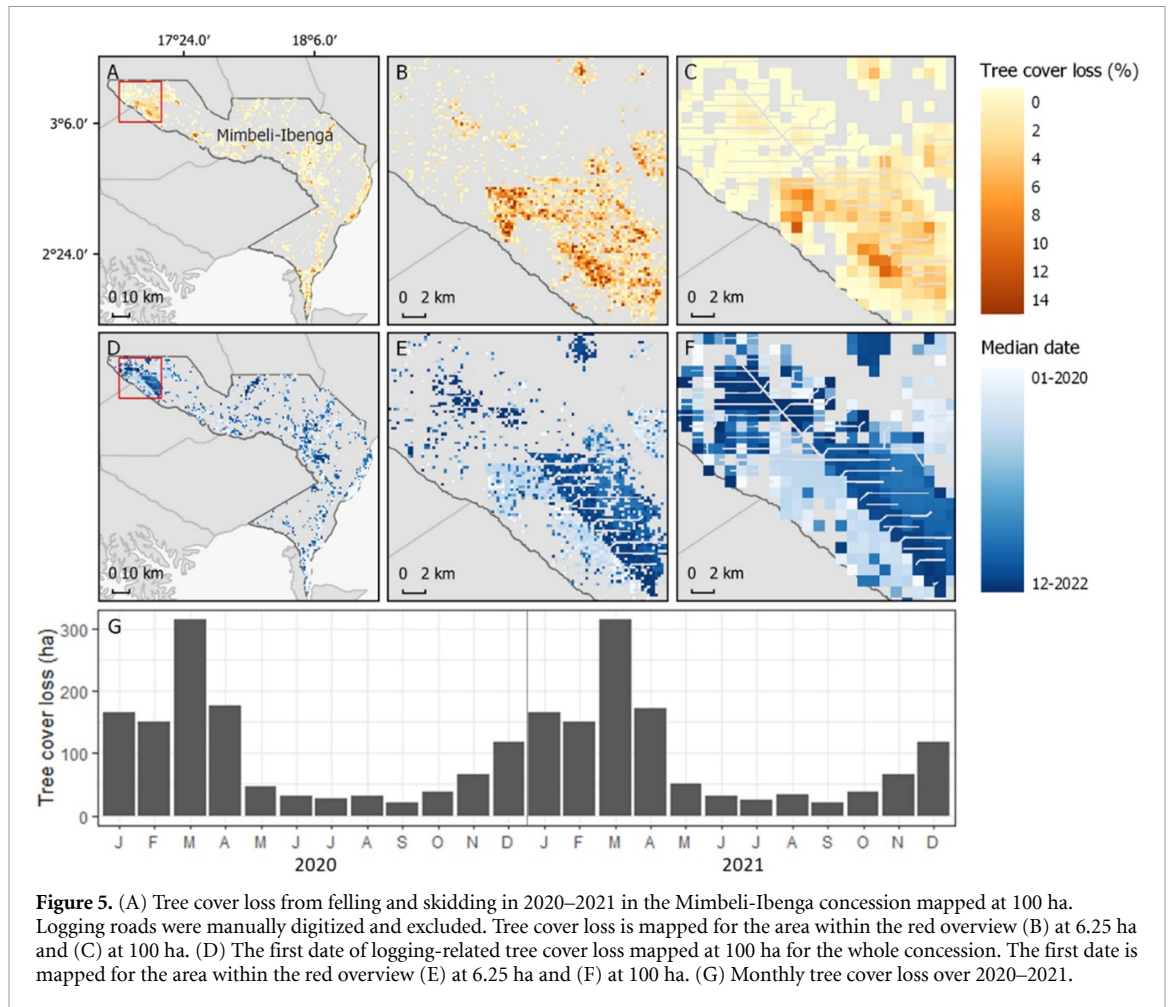 17°24.0′ 18°6.0′
A B C
Tree cover loss (%)
3°6.0′
Mimbeli-Ibenga
0
2
4
6
8
10
12
14
2°24.0′
0 10 km
0 2 km
0 2 km
D E F
Median date
01-2020
12-2022
0 10 km
0 2 km
0 2 km
G
Tree cover loss (ha)
300
200
100
0
J F M A M J J A S O N D J F M A M J J A S O N D
2020 2021
Figure 5. (A) Tree cover loss from felling and skidding in 2020–2021 in the Mimbeli-Ibenga concession mapped at 100 ha.
Logging roads were manually digitized and excluded. Tree cover loss is mapped for the area within the red overview (B) at 6.25 ha
and (C) at 100 ha. (D) The first date of logging-related tree cover loss mapped at 100 ha for the whole concession. The first date is
mapped for the area within the red overview (E) at 6.25 ha and (F) at 100 ha. (G) Monthly tree cover loss over 2020–2021.